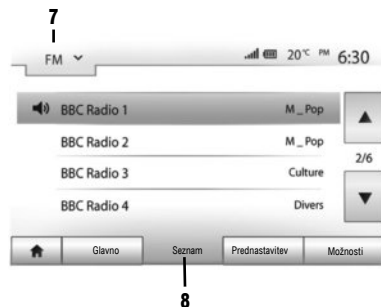 7
FM 20°C PM 6:30
BBC Radio 1 M_Pop
BBC Radio 2 M_Pop
2/6
BBC Radio 3 Culture
BBC Radio 4 Divers
Glavno Seznam Prednastavitev Možnosti
8